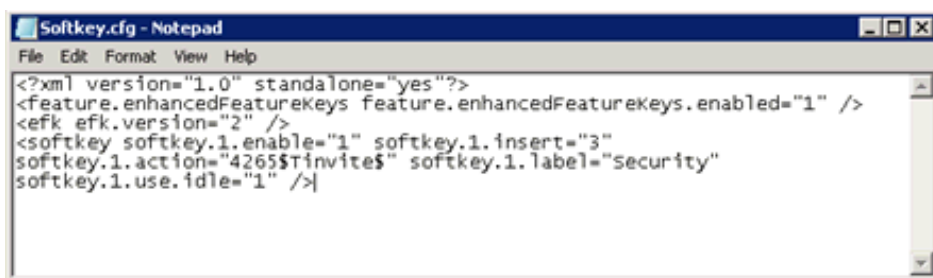 Softkey.cfg - Notepad
File Edit Format View Help
<?xml version="1.0" standalone="yes"?>
<feature.enhancedFeatureKeys feature.enhancedFeatureKeys.enabled="1" />
<efk efk.version="2" />
<softkey softkey.1.enable="1" softkey.1.insert="3"
softkey.1.action="4265$Tinvite$" softkey.1.label="Security"
softkey.1.use.idle="1" />